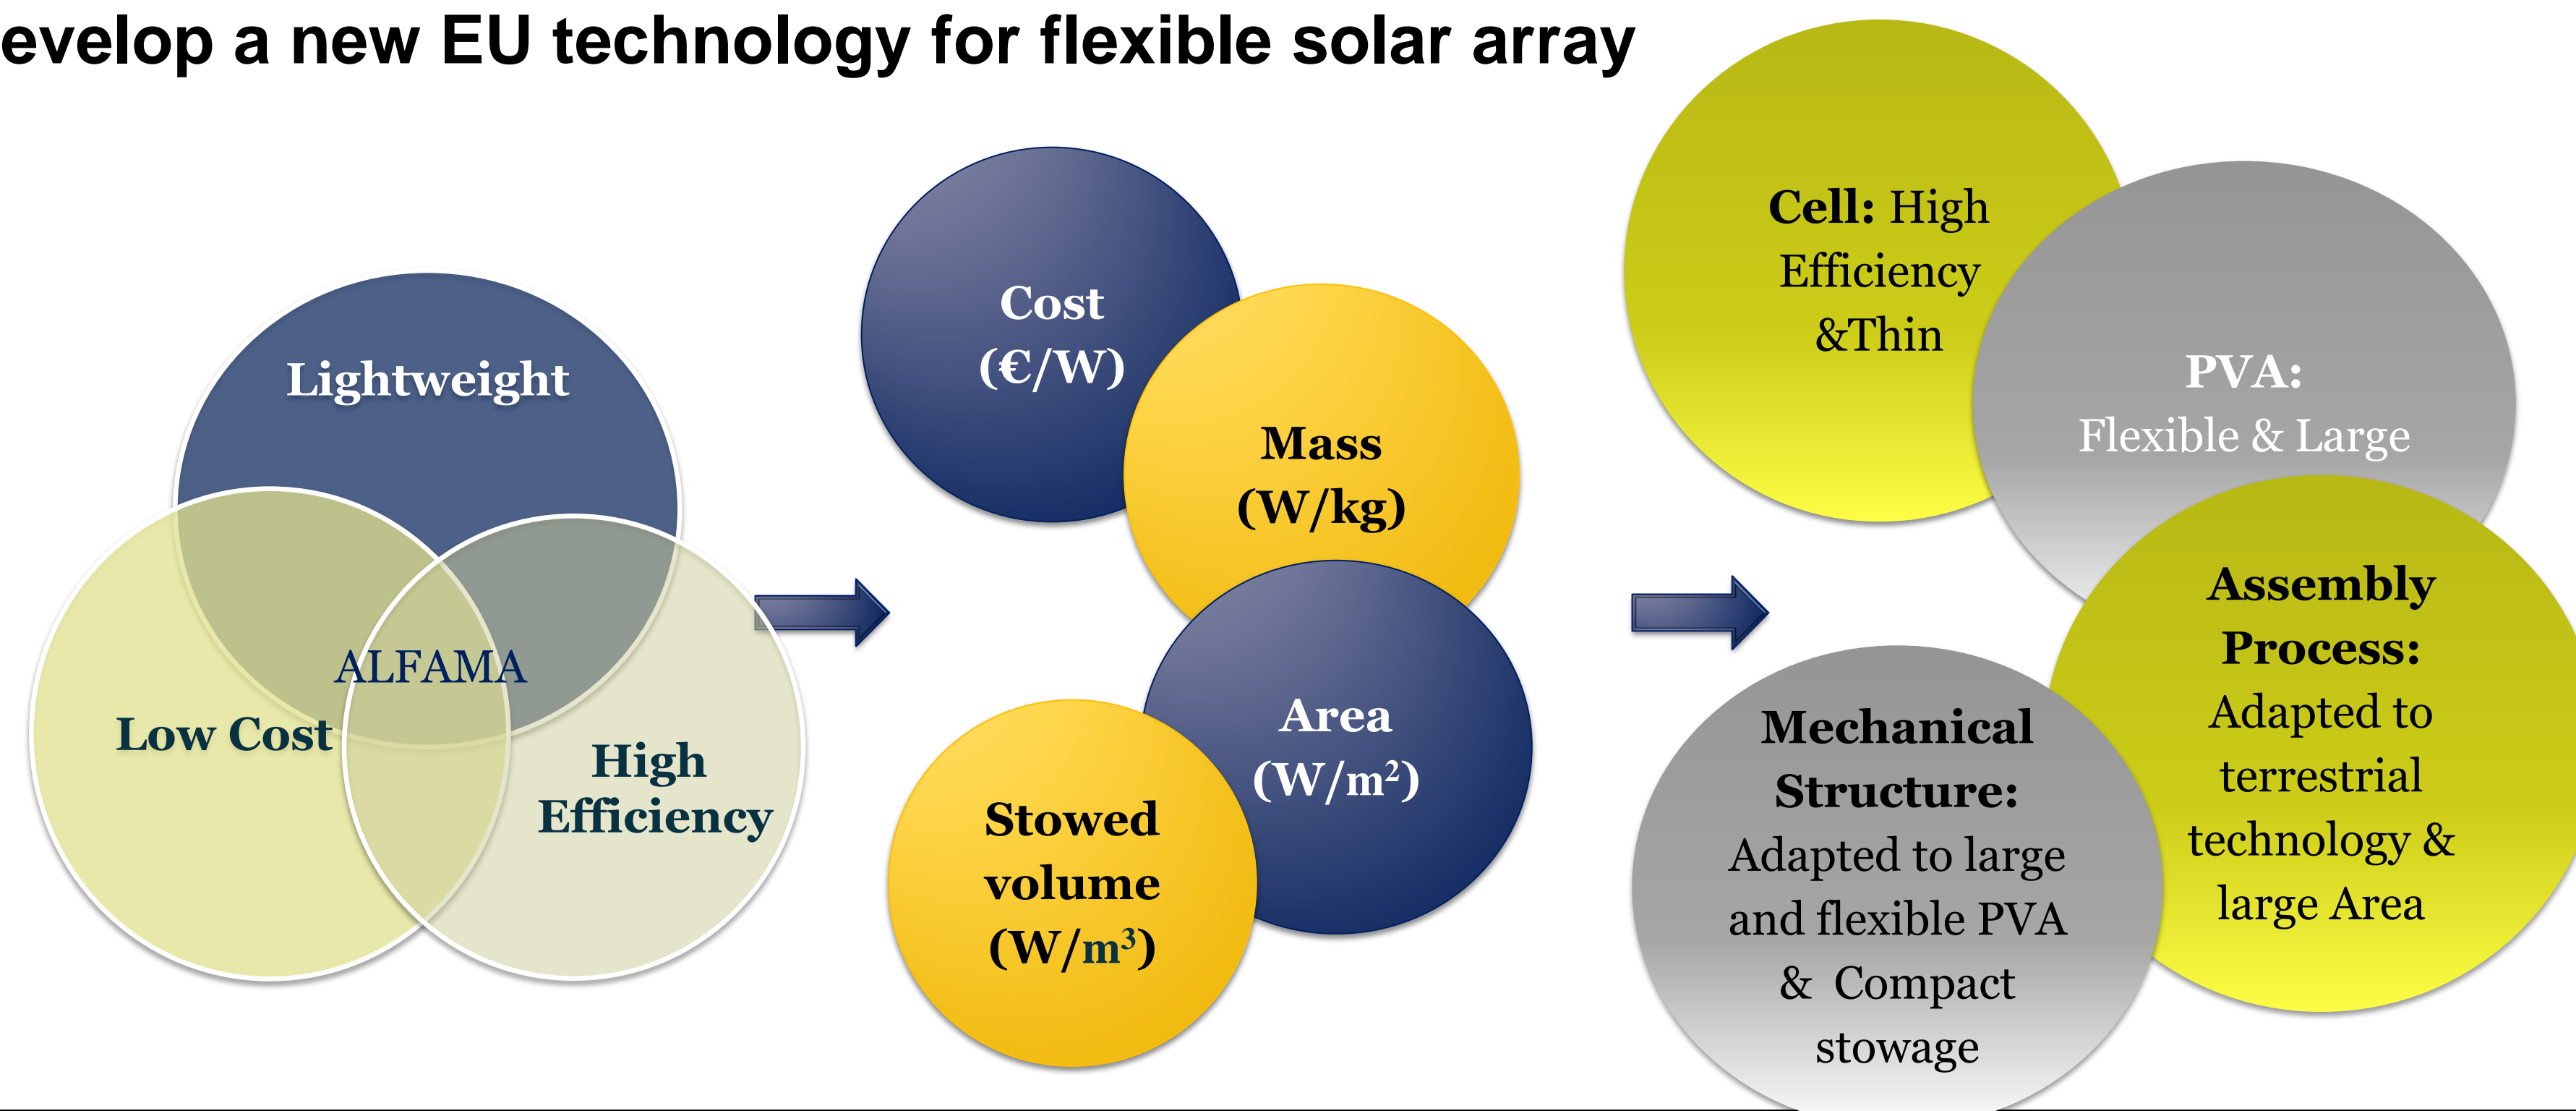 evelop a new EU technology for flexible solar array
Lightweight
ALFAMA
Low Cost
High
Efficiency
Cost
(€/W)
Mass
(W/kg)
Area
(W/m²)
Stowed
volume
(W/m³)
Cell: High
Efficiency
&Thin
PVA:
Flexible & Large
Assembly
Process:
Adapted to
terrestrial
technology &
large Area
Mechanical
Structure:
Adapted to large
and flexible PVA
& Compact
stowage